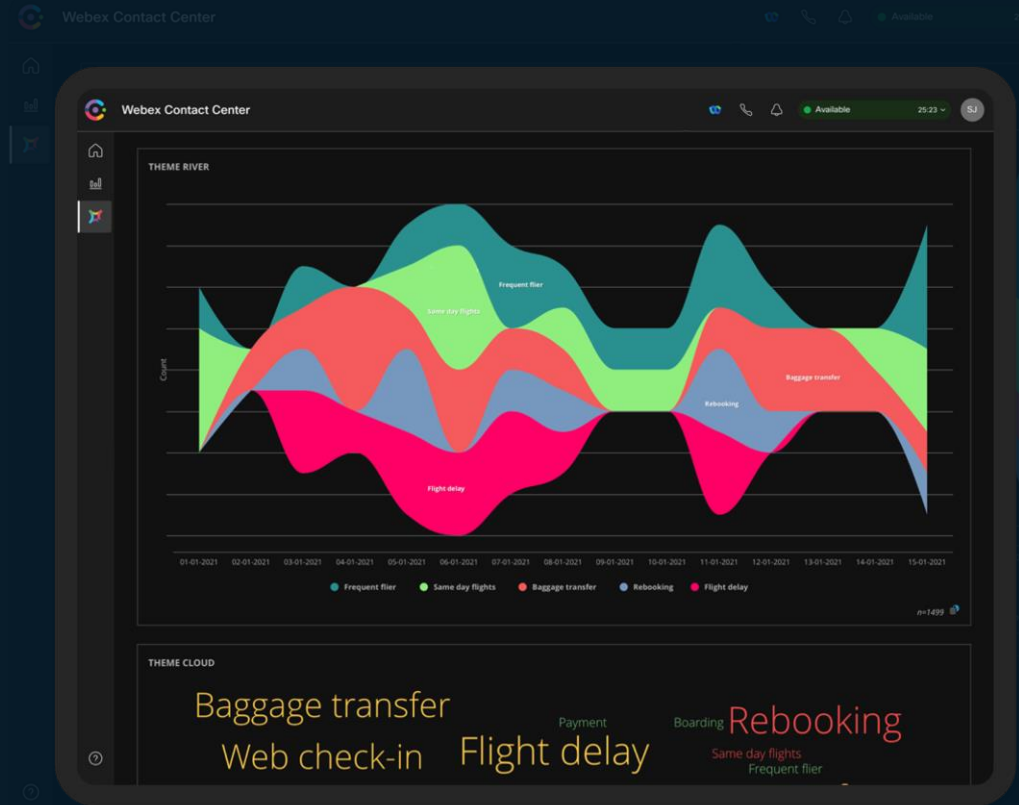 Webex Contact Center
Available
Webex Contact Center
Available 25:23 SJ
THEME RIVER
Count
Frequent flier
Same day flights
Baggage transfer
Rebooking
Flight delay
01-01-2021 02-01-2021 03-01-2021 04-01-2021 05-01-2021 06-01-2021 07-01-2021 08-01-2021 09-01-2021 10-01-2021 11-01-2021 12-01-2021 13-01-2021 14-01-2021 15-01-2021
Frequent flier Same day flights Baggage transfer Rebooking Flight delay
n=1499
THEME CLOUD
Baggage transfer
Payment Boarding Rebooking
Web check-in Flight delay Same day flights
Frequent flier